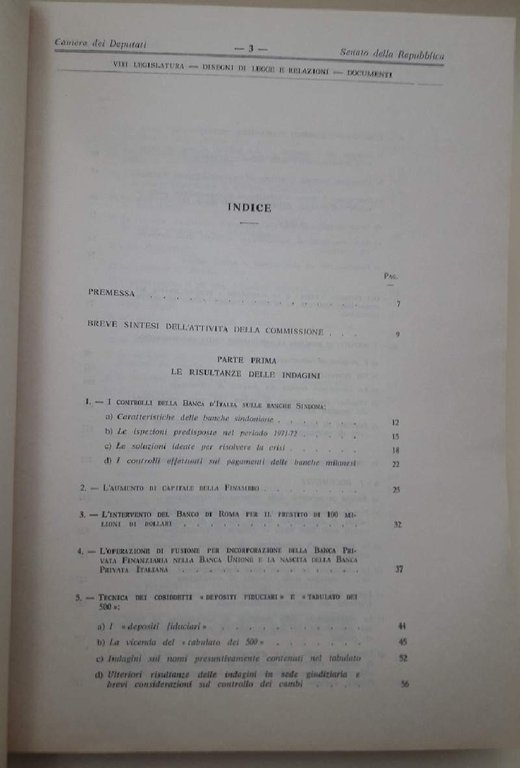 Camera dei Deputati — 3 — Senato della Repubblica
VIII LEGISLATURA — DISEGNI DI LEGGE E RELAZIONI — DOCUMENTI
INDICE
PAG.
PREMESSA . . . . . . . . . . . . . . . 7
BREVE SINTESI DELL'ATTIVITÀ DELLA COMMISSIONE . . . 9
PARTE PRIMA
LE RISULTANZE DELLE INDAGINI
1. — I CONTROLLI DELLA BANCA D'ITALIA SULLE BANCHE SINDONA:
a) Caratteristiche delle banche sindoniane . . . . . . 12
b) Le ispezioni predisposte nel periodo 1971-72 . . . . . 15
c) Le soluzioni ideate per risolvere la crisi . . . . . . 18
d) I controlli effettuati sui pagamenti delle banche milanesi 22
2. — L'AUMENTO DI CAPITALE DELLA FINAMBRO . . . . . . . 25
3. — L'INTERVENTO DEL BANCO DI ROMA PER IL PRESTITO DI 100 MI-
LIONI DI DOLLARI . . . . . . . . . . . . . 32
4. — L'OPERAZIONE DI FUSIONE PER INCORPORAZIONE DELLA BANCA PRI-
VATA FINANZIARIA NELLA BANCA UNIONE E LA NASCITA DELLA BANCA
PRIVATA ITALIANA . . . . . . . . . . . . 37
5. — TECNICA DEI COSIDDETTI « DEPOSITI FIDUCIARI » E « TABULATO DEI
500 »:
a) I « depositi fiduciari » . . . . . . . . . . 44
b) La vicenda del « tabulato dei 500 » . . . . . . . 45
c) Indagini sui nomi presuntivamente contenuti nel tabulato 52
d) Ulteriori risultanze delle indagini in sede giudiziaria e
brevi considerazioni sul controllo dei cambi . . . . . 56